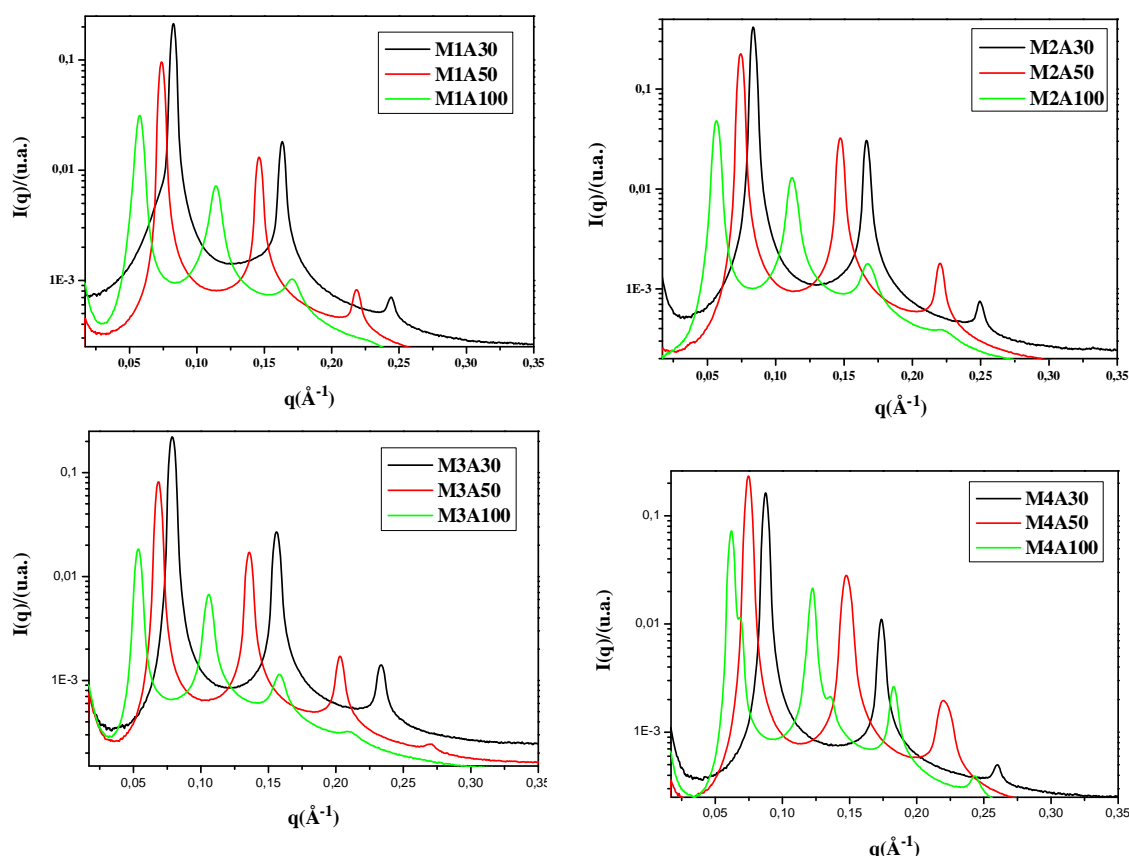 M1A30
M1A50
M1A100
I(q)/(u.a.)
0,1
0,01
1E-3
0,05 0,10 0,15 0,20 0,25 0,30 0,35
q(Å-1)
M2A30
M2A50
M2A100
I(q)/(u.a.)
0,1
0,01
1E-3
0,05 0,10 0,15 0,20 0,25 0,30 0,35
q(Å-1)
M3A30
M3A50
M3A100
I(q)/(u.a.)
0,1
0,01
1E-3
0,05 0,10 0,15 0,20 0,25 0,30 0,35
q(Å-1)
M4A30
M4A50
M4A100
I(q)/(u.a.)
0,1
0,01
1E-3
0,05 0,10 0,15 0,20 0,25 0,30 0,35
q(Å-1)